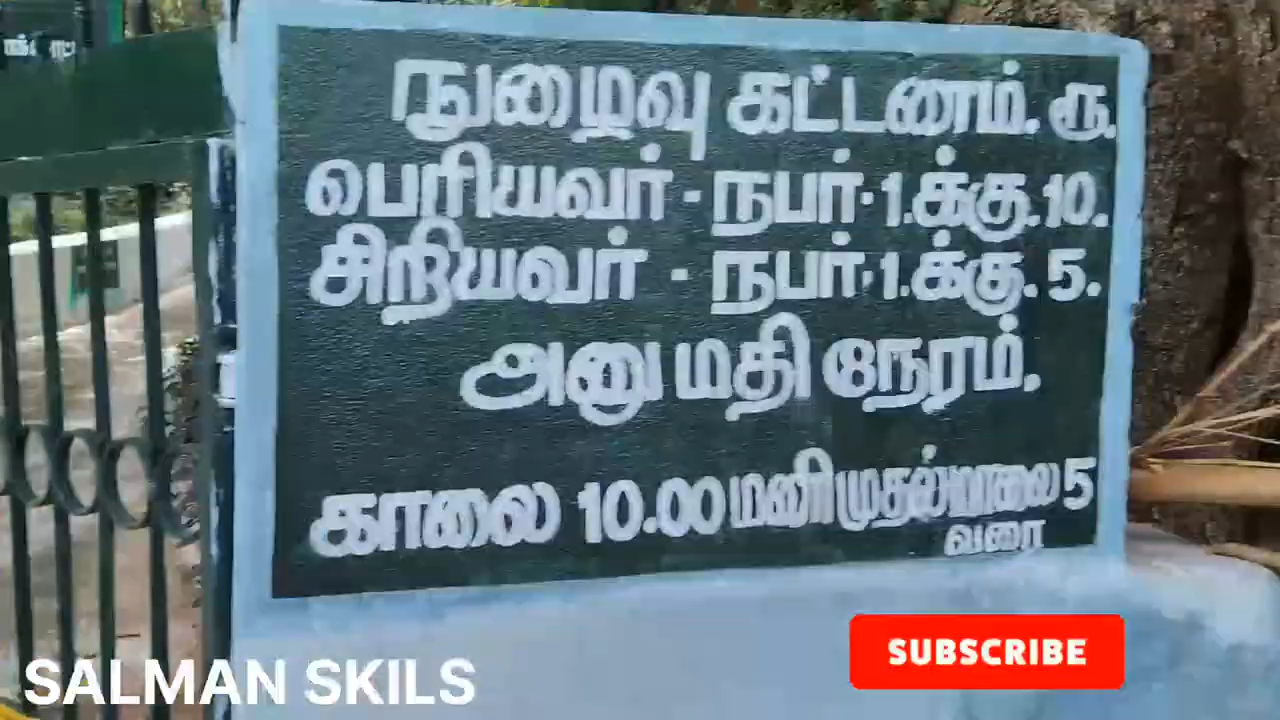 நுழைவு கட்டணம். ரூ.
பெரியவர் - நபர் - 1.க்கு. 10.
சிறியவர் - நபர் - 1.க்கு. 5.
அனுமதி நேரம்.
காலை 10.00 மணி முதல் மாலை 5
வரை
SUBSCRIBE
SALMAN SKILS